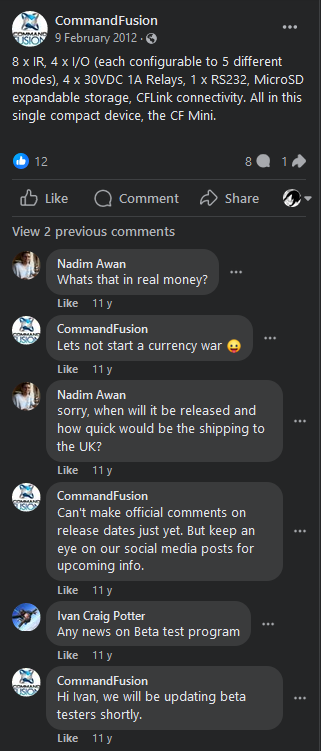 CommandFusion
9 February 2012 ·
8 x IR, 4 x I/O (each configurable to 5 different
modes), 4 x 30VDC 1A Relays, 1 x RS232, MicroSD
expandable storage, CFLink connectivity. All in this
single compact device, the CF Mini.
12
8
1
Like
Comment
Share
View 2 previous comments
Nadim Awan
Whats that in real money?
Like 11 y
COMMAND
FUSION
CommandFusion
Lets not start a currency war 😜
Like 11 y
Nadim Awan
sorry, when will it be released and
how quick would be the shipping to
the UK?
Like 11 y
COMMAND
FUSION
CommandFusion
Can't make official comments on
release dates just yet. But keep an
eye on our social media posts for
upcoming info.
Like 11 y
Ivan Craig Potter
Any news on Beta test program
Like 11 y
COMMAND
FUSION
CommandFusion
Hi Ivan, we will be updating beta
testers shortly.
Like 11 y